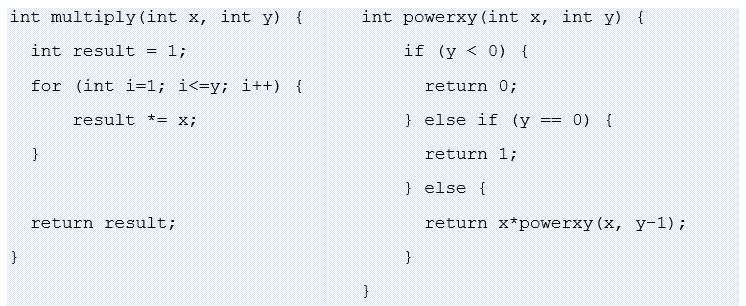 int multiply(int x, int y) {
  int result = 1;
  for (int i=1; i<=y; i++) {
      result *= x;
  }

  return result;
}
int powerxy(int x, int y) {
    if (y < 0) {
      return 0;
    } else if (y == 0) {
      return 1;
    } else {
      return x*powerxy(x, y-1);
    }
}